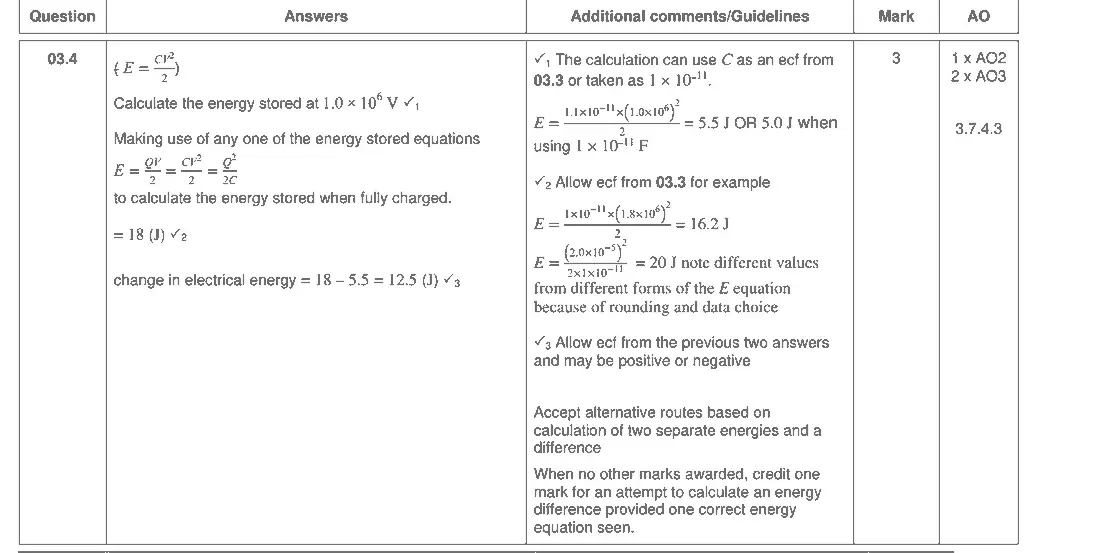 Question Answers Additional comments/Guidelines Mark AO
03.4
( E = CV²/2 )
Calculate the energy stored at 1.0 × 10⁶ V ✓₁
Making use of any one of the energy stored equations
E = QV/2 = CV²/2 = Q²/2C
to calculate the energy stored when fully charged.
= 18 (J) ✓₂
change in electrical energy = 18 – 5.5 = 12.5 (J) ✓₃
✓₁ The calculation can use C as an ecf from
03.3 or taken as 1 × 10⁻¹¹.
E = 1.1×10⁻¹¹×(1.0×10⁶)²/2 = 5.5 J OR 5.0 J when
using 1 × 10⁻¹¹ F
✓₂ Allow ecf from 03.3 for example
E = 1×10⁻¹¹×(1.8×10⁶)²/2 = 16.2 J
E = (2.0×10⁻⁵)²/2×1×10⁻¹¹ = 20 J note different values
from different forms of the E equation
because of rounding and data choice
✓₃ Allow ecf from the previous two answers
and may be positive or negative
Accept alternative routes based on
calculation of two separate energies and a
difference
When no other marks awarded, credit one
mark for an attempt to calculate an energy
difference provided one correct energy
equation seen.
3
1 x AO2
2 x AO3
3.7.4.3